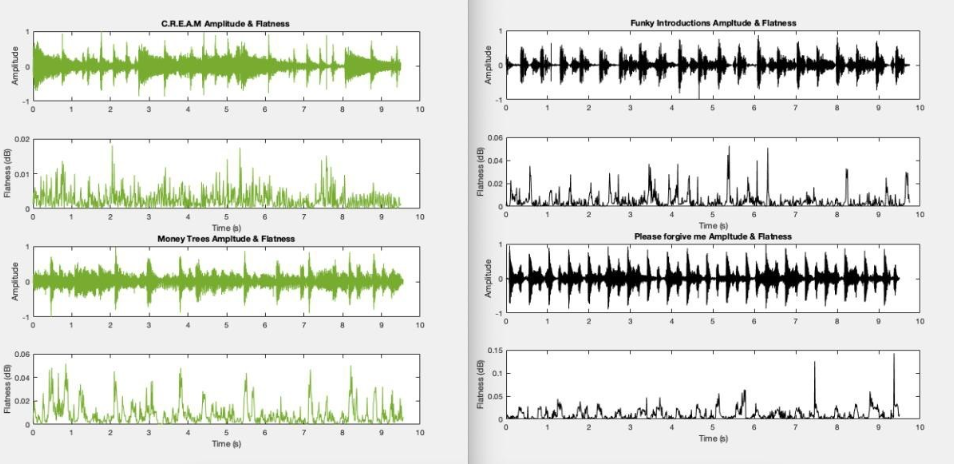 C.R.E.A.M Amplitude & Flatness
1
0
-1
Amplitude
0 1 2 3 4 5 6 7 8 9 10
0.02
0.01
0
Flatness (dB)
0 1 2 3 4 5 6 7 8 9 10
Time (s)
Money Trees Ampltude & Flatness
1
0
-1
Amplitude
0 1 2 3 4 5 6 7 8 9 10
0.06
0.04
0.02
0
Flatness (dB)
0 1 2 3 4 5 6 7 8 9 10
Time (s)
Funky Introductions Ampltude & Flatness
1
0
-1
Amplitude
0 1 2 3 4 5 6 7 8 9 10
0.06
0.04
0.02
0
Flatness (dB)
0 1 2 3 4 5 6 7 8 9 10
Time (s)
Please forgive me Ampltude & Flatness
1
0
-1
Amplitude
0 1 2 3 4 5 6 7 8 9 10
0.15
0.1
0.05
0
Flatness (dB)
0 1 2 3 4 5 6 7 8 9 10
Time (s)